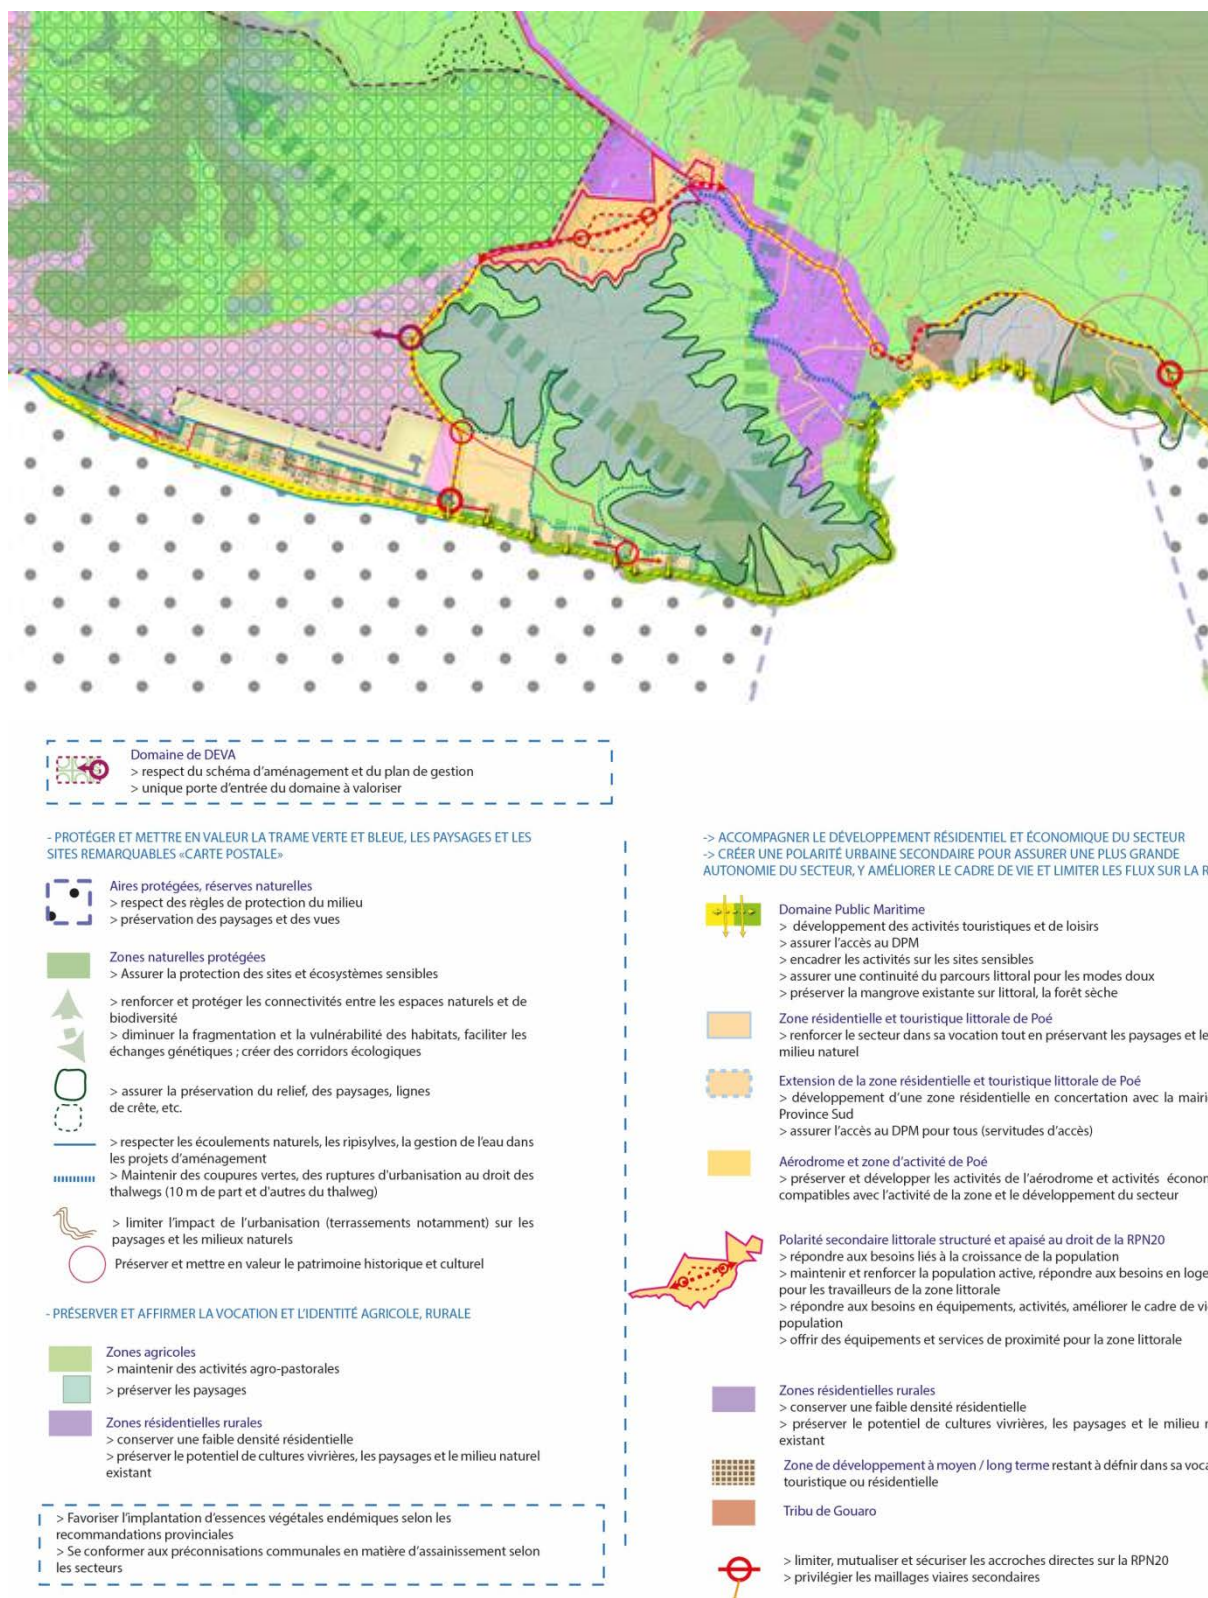 Domaine de DEVA
> respect du schéma d'aménagement et du plan de gestion
> unique porte d'entrée du domaine à valoriser
- PROTÉGER ET METTRE EN VALEUR LA TRAME VERTE ET BLEUE, LES PAYSAGES ET LES
SITES REMARQUABLES «CARTE POSTALE»
Aires protégées, réserves naturelles
> respect des règles de protection du milieu
> préservation des paysages et des vues
Zones naturelles protégées
> Assurer la protection des sites et écosystèmes sensibles
> renforcer et protéger les connectivités entre les espaces naturels et de
biodiversité
> diminuer la fragmentation et la vulnérabilité des habitats, faciliter les
échanges génétiques ; créer des corridors écologiques
> assurer la préservation du relief, des paysages, lignes
de crête, etc.
> respecter les écoulements naturels, les ripisylves, la gestion de l'eau dans
les projets d'aménagement
> Maintenir des coupures vertes, des ruptures d'urbanisation au droit des
thalwegs (10 m de part et d'autres du thalweg)
> limiter l'impact de l'urbanisation (terrassements notamment) sur les
paysages et les milieux naturels
Préserver et mettre en valeur le patrimoine historique et culturel
- PRÉSERVER ET AFFIRMER LA VOCATION ET L'IDENTITÉ AGRICOLE, RURALE
Zones agricoles
> maintenir des activités agro-pastorales
> préserver les paysages
Zones résidentielles rurales
> conserver une faible densité résidentielle
> préserver le potentiel de cultures vivrières, les paysages et le milieu naturel
existant
> Favoriser l'implantation d'essences végétales endémiques selon les
recommandations provinciales
> Se conformer aux préconnisations communales en matière d'assainissement selon
les secteurs
-> ACCOMPAGNER LE DÉVELOPPEMENT RÉSIDENTIEL ET ÉCONOMIQUE DU SECTEUR
-> CRÉER UNE POLARITÉ URBAINE SECONDAIRE POUR ASSURER UNE PLUS GRANDE
AUTONOMIE DU SECTEUR, Y AMÉLIORER LE CADRE DE VIE ET LIMITER LES FLUX SUR LA R
Domaine Public Maritime
> développement des activités touristiques et de loisirs
> assurer l'accès au DPM
> encadrer les activités sur les sites sensibles
> assurer une continuité du parcours littoral pour les modes doux
> préserver la mangrove existante sur littoral, la forêt sèche
Zone résidentielle et touristique littorale de Poé
> renforcer le secteur dans sa vocation tout en préservant les paysages et le
milieu naturel
Extension de la zone résidentielle et touristique littorale de Poé
> développement d'une zone résidentielle en concertation avec la mairi
Province Sud
> assurer l'accès au DPM pour tous (servitudes d'accès)
Aérodrome et zone d'activité de Poé
> préserver et développer les activités de l'aérodrome et activités économ
compatibles avec l'activité de la zone et le développement du secteur
Polarité secondaire littorale structuré et apaisé au droit de la RPN20
> répondre aux besoins liés à la croissance de la population
> maintenir et renforcer la population active, répondre aux besoins en loge
pour les travailleurs de la zone littorale
> répondre aux besoins en équipements, activités, améliorer le cadre de vi
population
> offrir des équipements et services de proximité pour la zone littorale
Zones résidentielles rurales
> conserver une faible densité résidentielle
> préserver le potentiel de cultures vivrières, les paysages et le milieu
existant
Zone de développement à moyen / long terme restant à défnir dans sa voca
touristique ou résidentielle
Tribu de Gouaro
> limiter, mutualiser et sécuriser les accroches directes sur la RPN20
> privilégier les maillages viaires secondaires